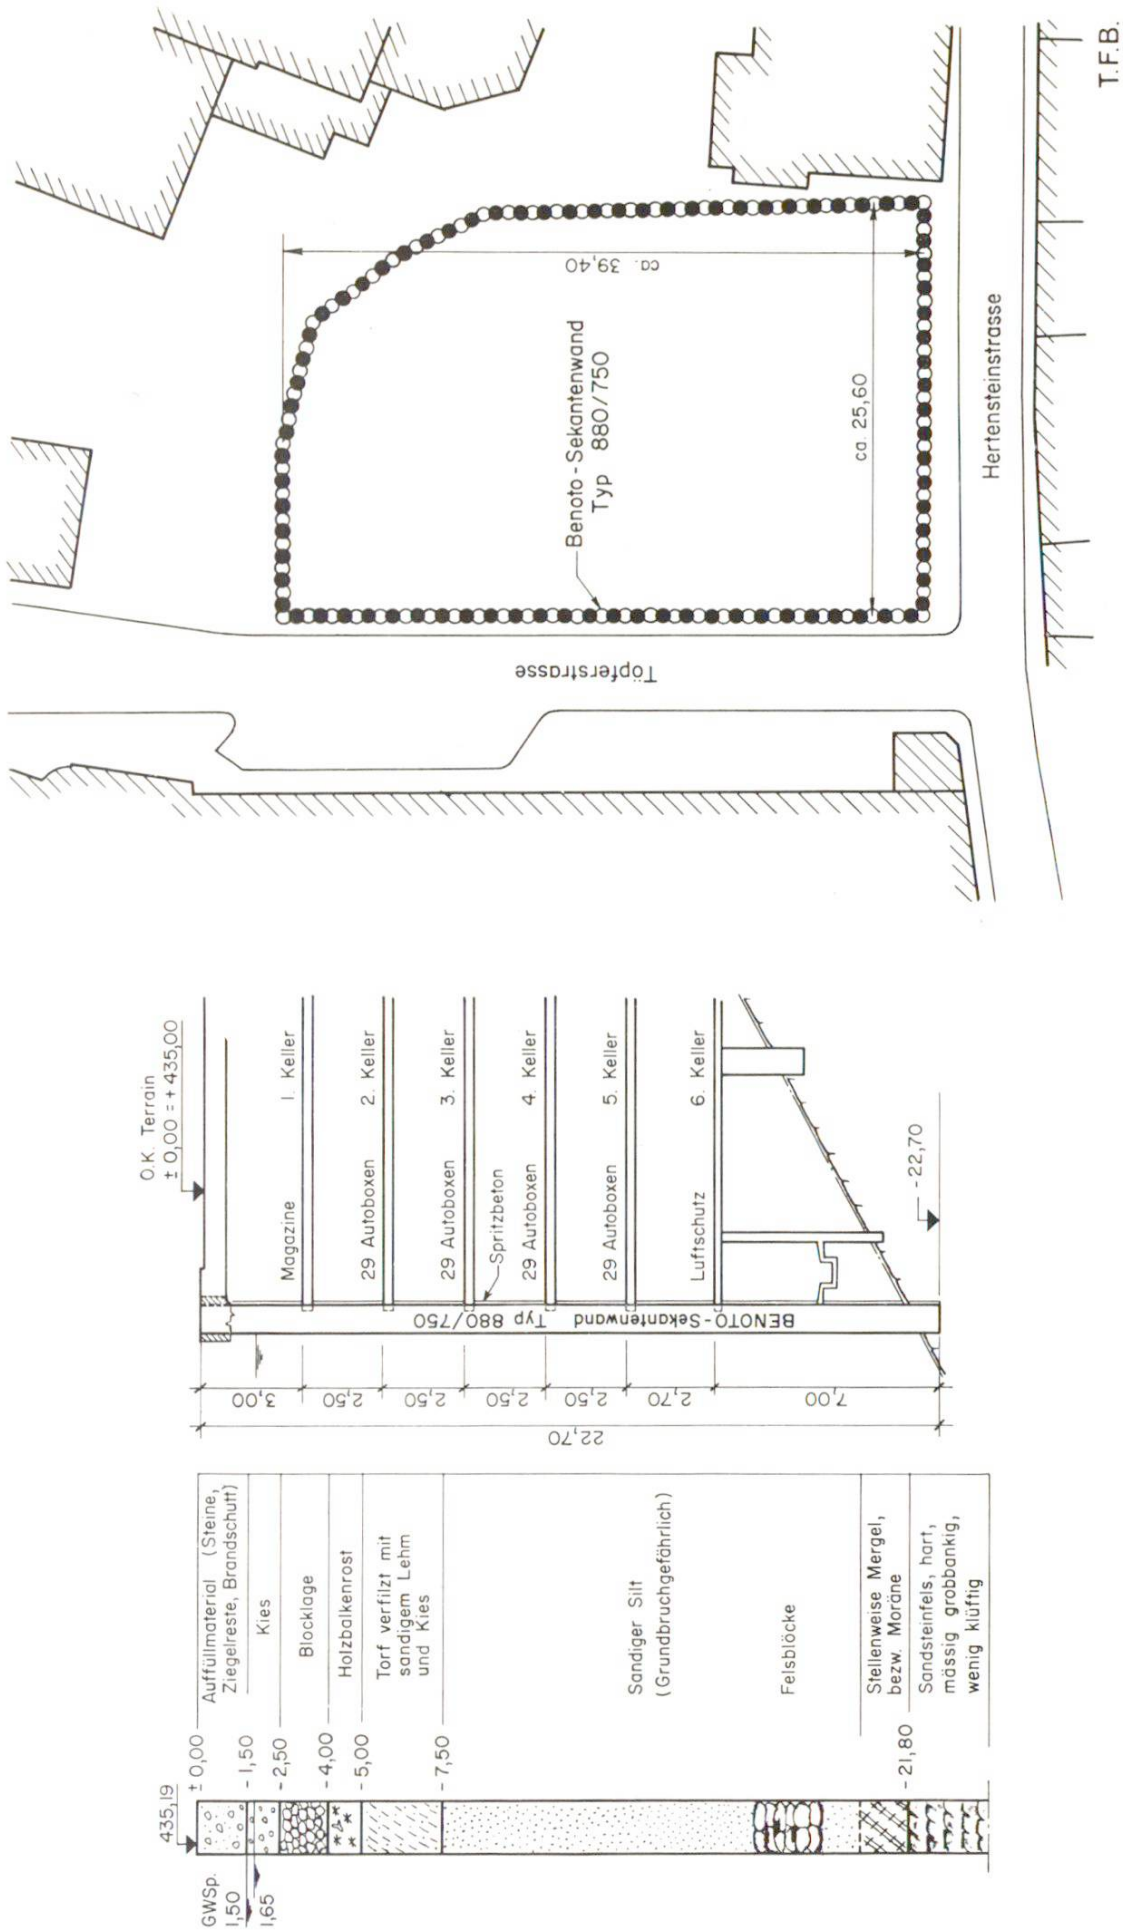 T.F.B.
ca. 39,40
Benoto - Sekantenwand
Typ 880/750
ca. 25,60
Hertensteinstrasse
Töpferstrasse
O.K. Terrain
± 0,00 = + 435,00
Magazine 1. Keller
29 Autoboxen 2. Keller
29 Autoboxen 3. Keller
Spritzbeton
29 Autoboxen 4. Keller
29 Autoboxen 5. Keller
Luftschutz 6. Keller
- 22,70
BENOTO-Sekantenwand Typ 880/750
3,00
2,50
2,50
2,50
2,50
2,70
7,00
22,70
435,19
GWSp.
1,50
1,65
± 0,00
- 1,50
- 2,50
- 4,00
- 5,00
- 7,50
- 21,80
Auffüllmaterial (Steine,
Ziegelreste, Brandschutt)
Kies
Blocklage
Holzbalkenrost
Torf verfilzt mit
sandigem Lehm
und Kies
Sandiger Silt
(Grundbruchgefährlich)
Felsblöcke
Stellenweise Mergel,
bezw. Moräne
Sandsteinfels, hart,
mässig grobbankig,
wenig klüftig